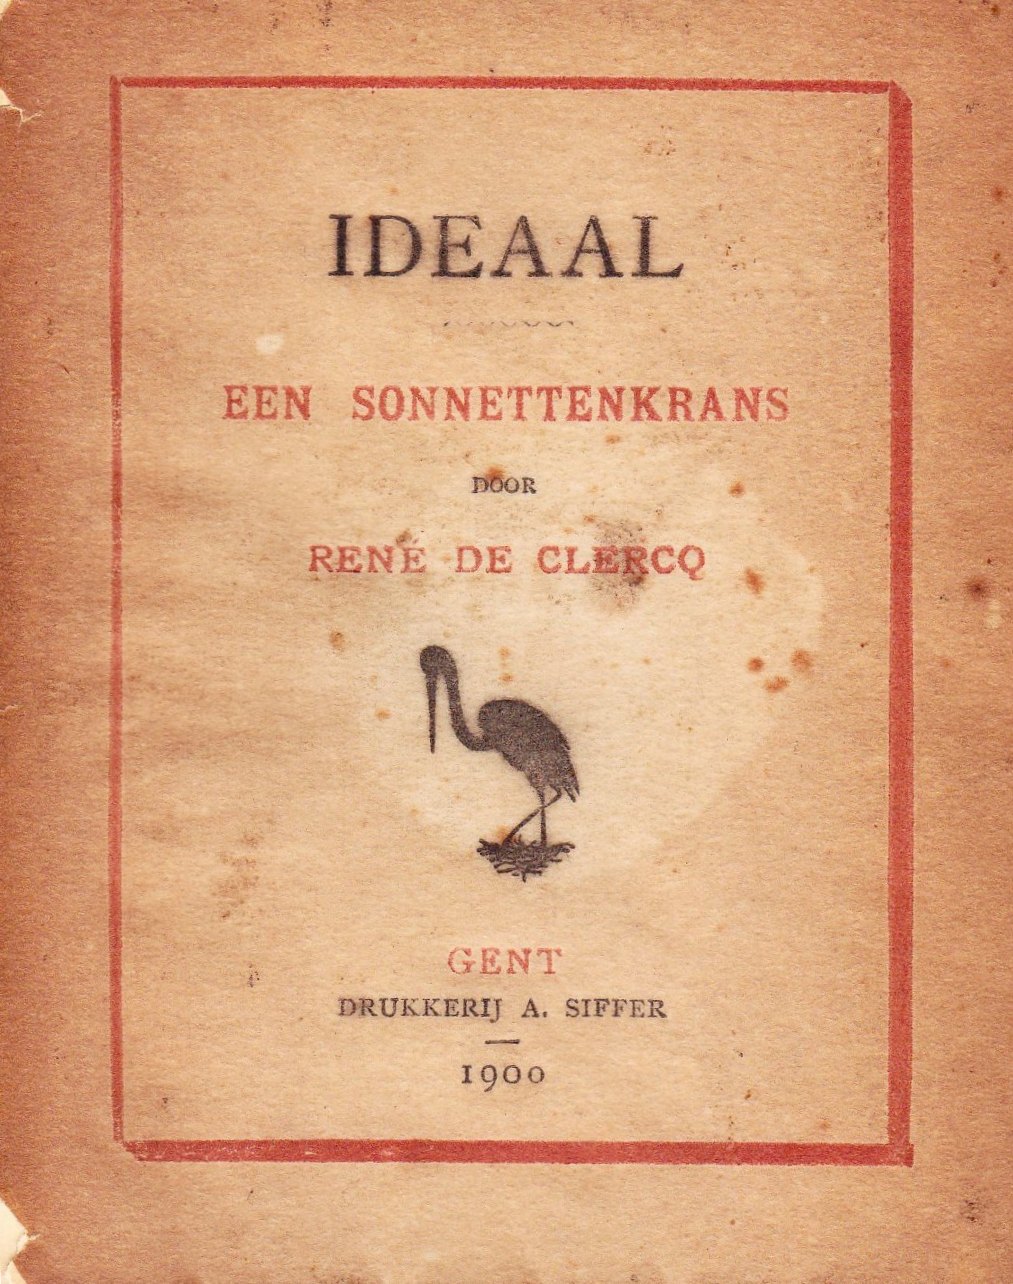 IDEAAL
EEN SONNETTENKRANS
DOOR
RENÉ DE CLERCQ
GENT
DRUKKERIJ A. SIFFER
1900